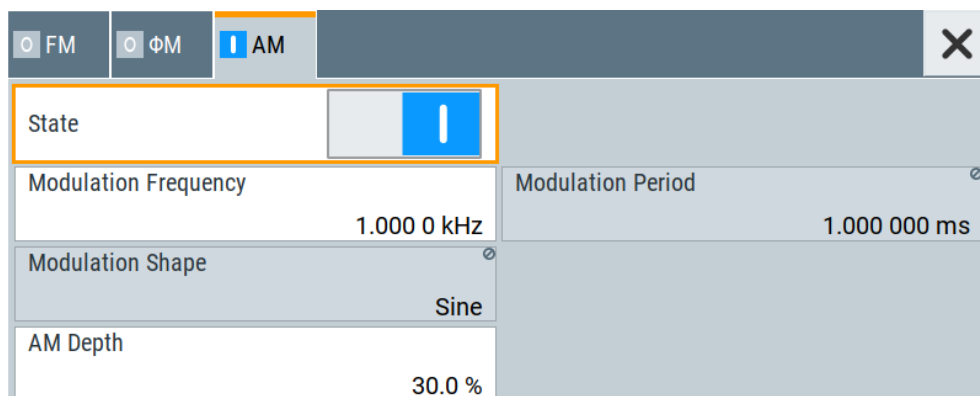 FM ΦM AM
State
Modulation Frequency
1.000 0 kHz
Modulation Period
1.000 000 ms
Modulation Shape
Sine
AM Depth
30.0 %